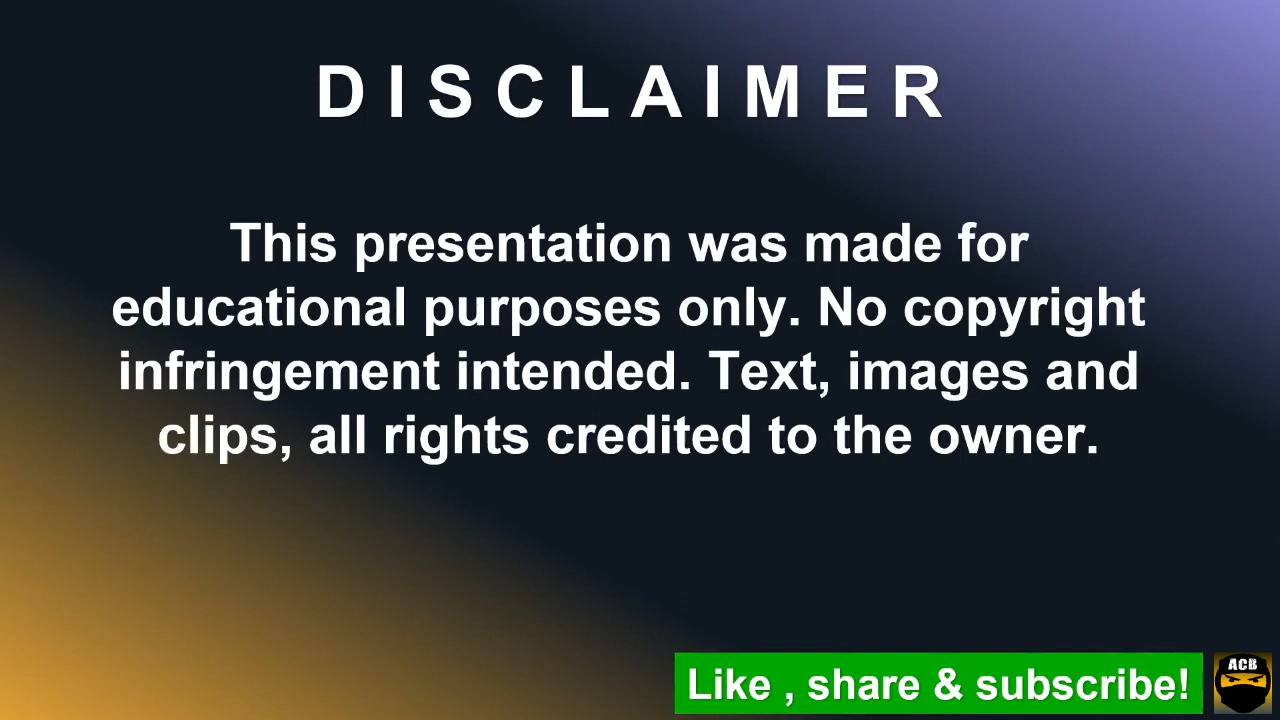 DISCLAIMER
This presentation was made for
educational purposes only. No copyright
infringement intended. Text, images and
clips, all rights credited to the owner.
Like , share & subscribe!
ACB